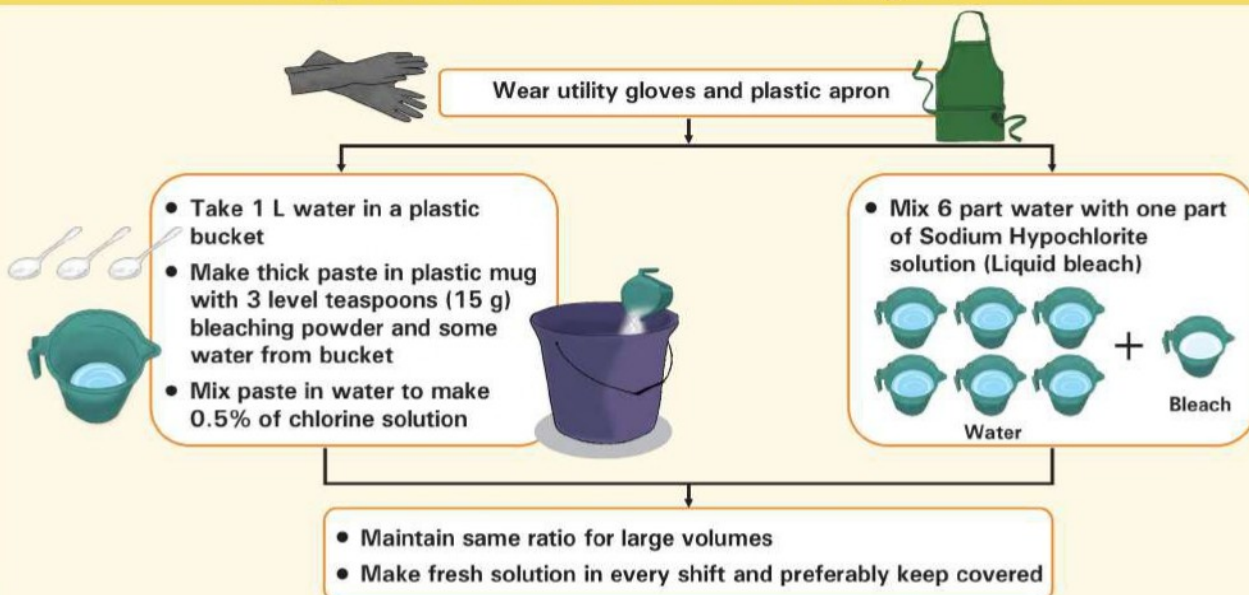 Wear utility gloves and plastic apron
• Take 1 L water in a plastic
bucket
• Make thick paste in plastic mug
with 3 level teaspoons (15 g)
bleaching powder and some
water from bucket
• Mix paste in water to make
0.5% of chlorine solution
• Mix 6 part water with one part
of Sodium Hypochlorite
solution (Liquid bleach)
+
Bleach
Water
• Maintain same ratio for large volumes
• Make fresh solution in every shift and preferably keep covered